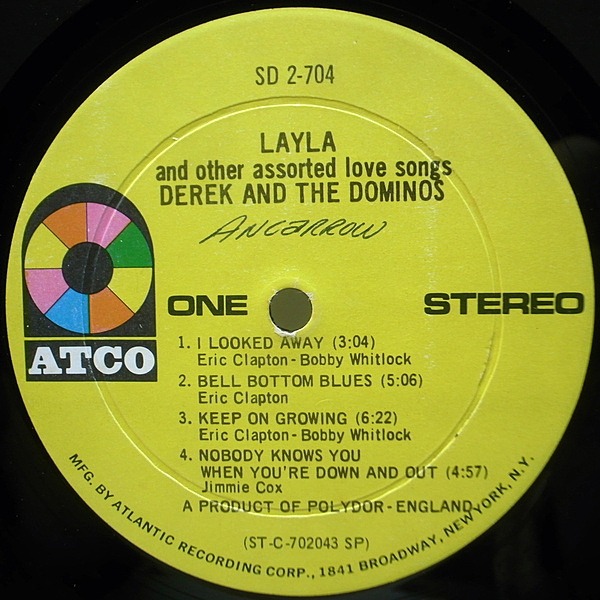 SD 2-704
LAYLA
and other assorted love songs
DEREK AND THE DOMINOS
ANCARROW
ATCO
ONE
STEREO
1. I LOOKED AWAY (3:04)
Eric Clapton - Bobby Whitlock
2. BELL BOTTOM BLUES (5:06)
Eric Clapton
3. KEEP ON GROWING (6:22)
Eric Clapton - Bobby Whitlock
4. NOBODY KNOWS YOU
WHEN YOU'RE DOWN AND OUT (4:57)
Jimmie Cox
A PRODUCT OF POLYDOR - ENGLAND
(ST-C-702043 SP)
MFG. BY ATLANTIC RECORDING CORP., 1841 BROADWAY, NEW YORK, N.Y.